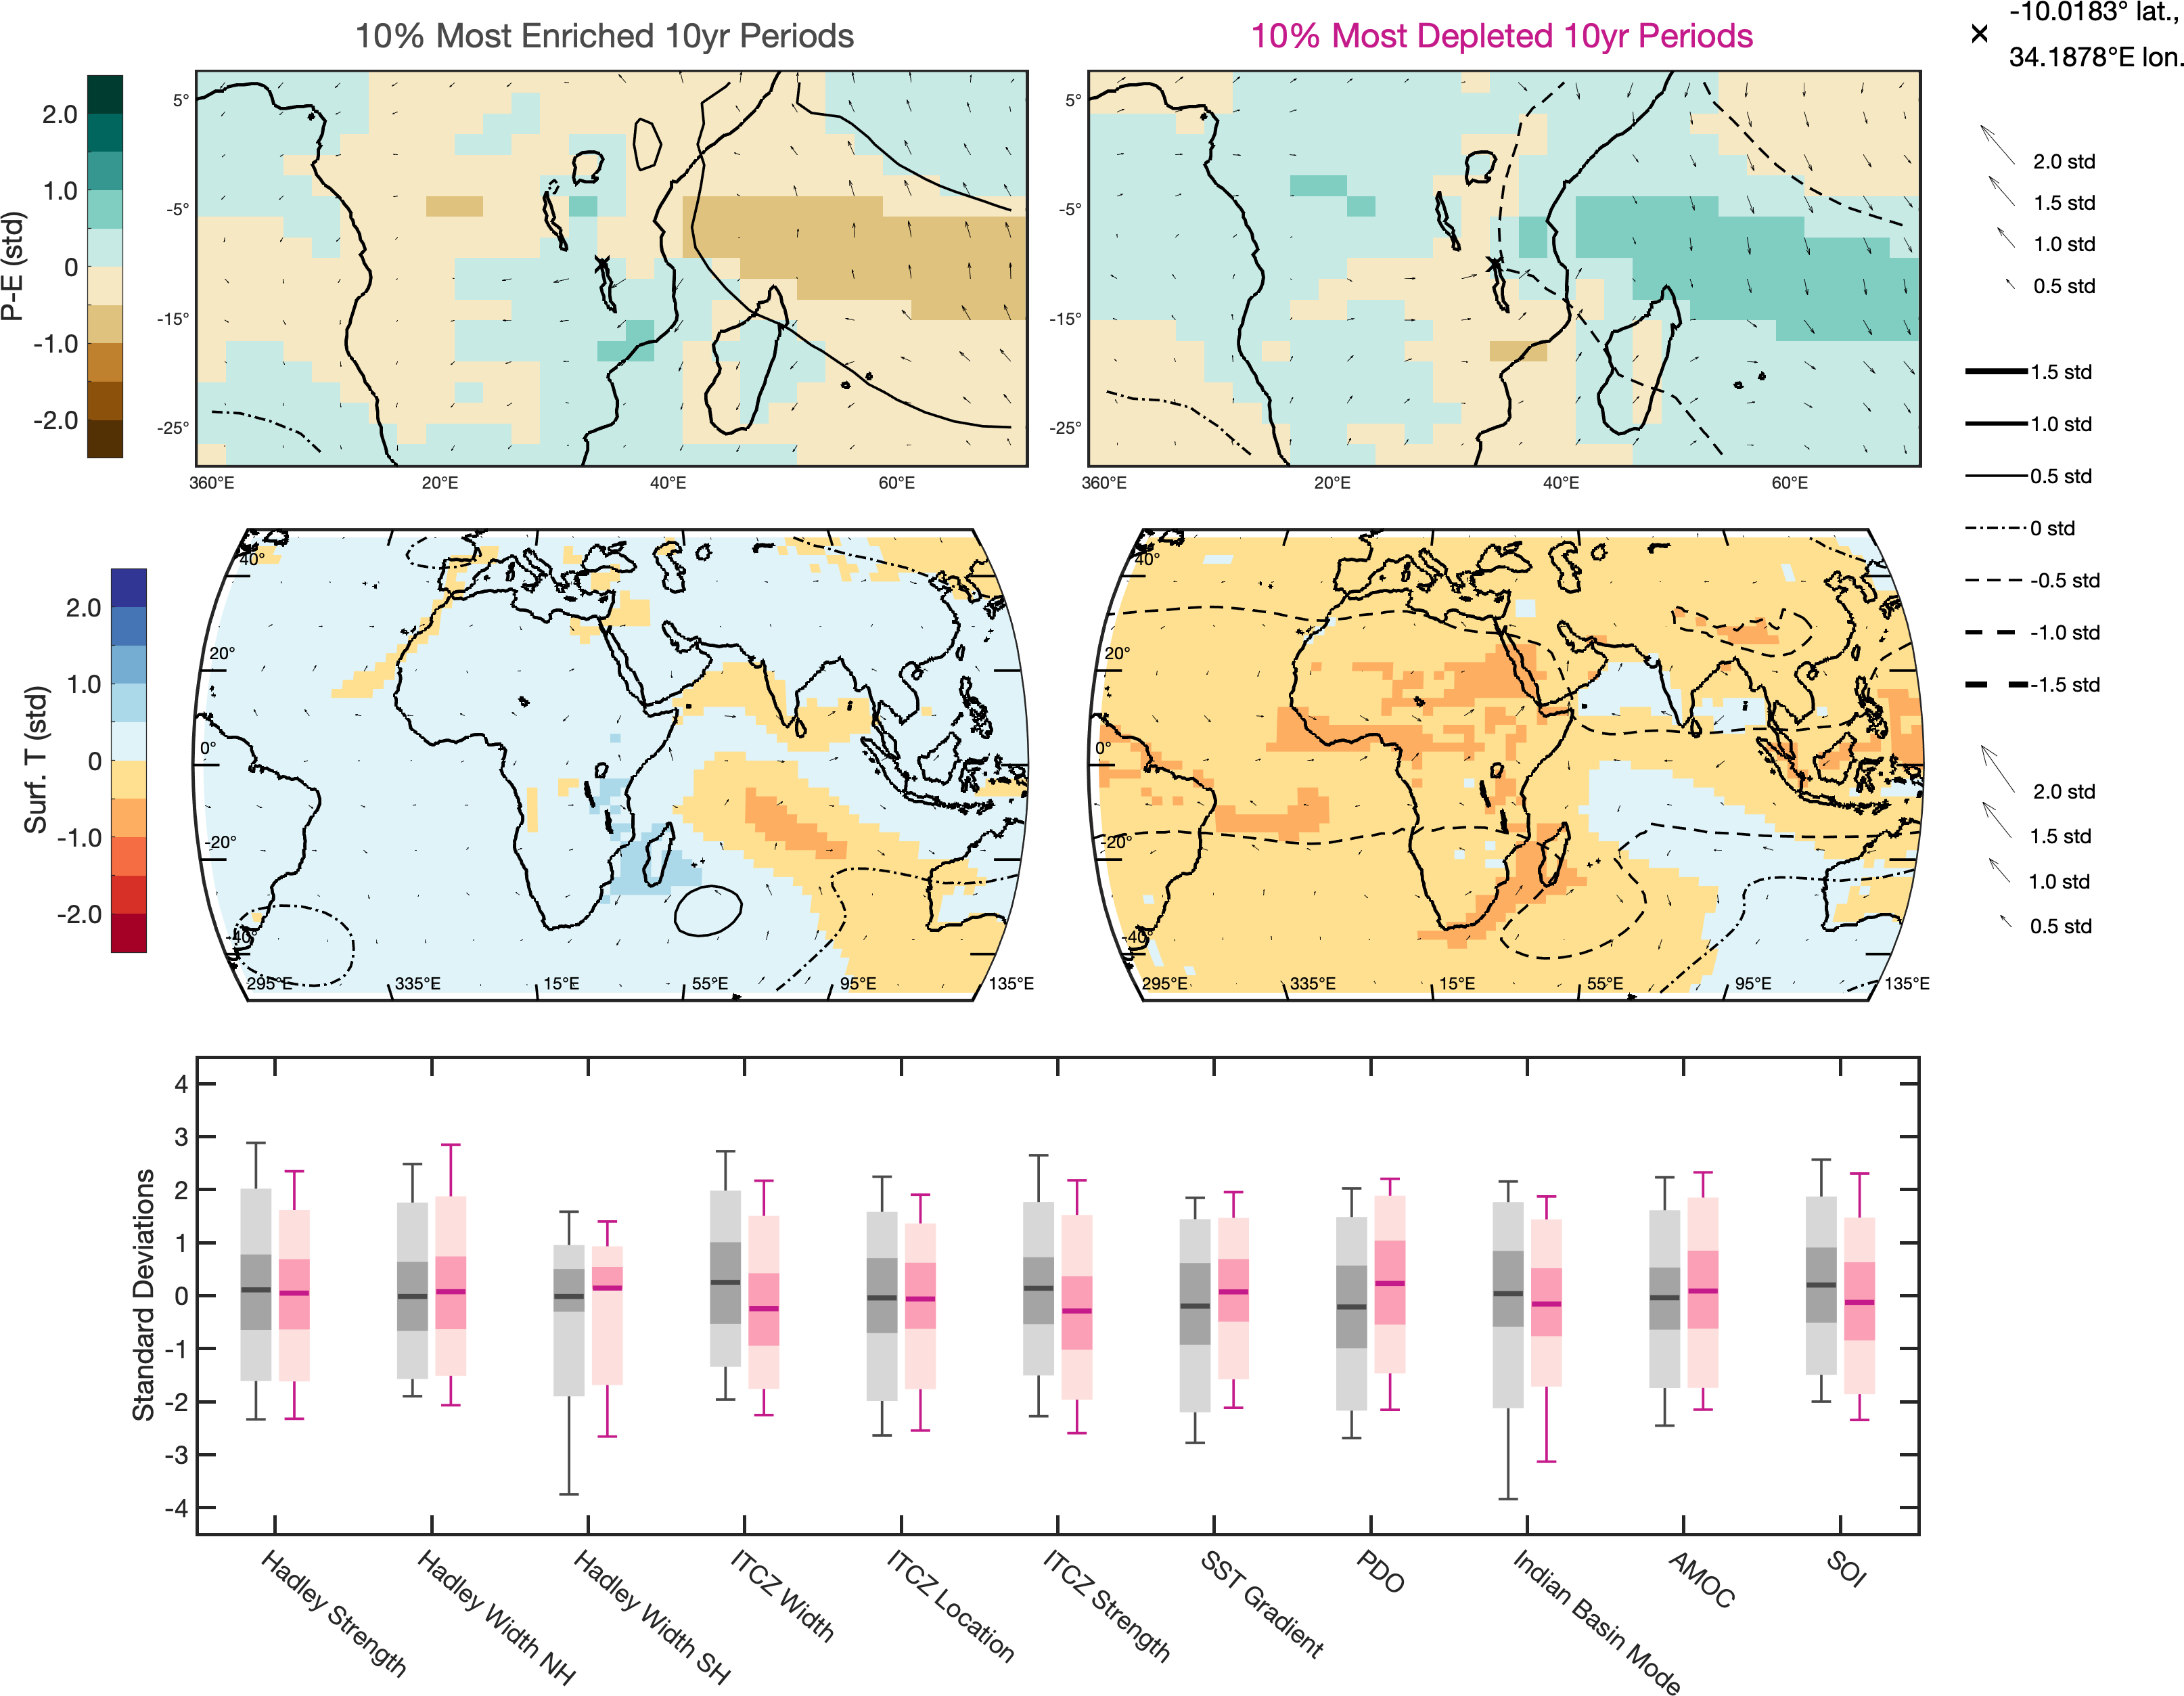 10% Most Enriched 10yr Periods
10% Most Depleted 10yr Periods
-10.0183° lat.,
34.1878°E lon.
P-E (std)
2.0
1.0
0
-1.0
-2.0
5°
-5°
-15°
-25°
360°E
20°E
40°E
60°E
5°
-5°
-15°
-25°
360°E
20°E
40°E
60°E
2.0 std
1.5 std
1.0 std
0.5 std
1.5 std
1.0 std
0.5 std
0 std
-0.5 std
-1.0 std
-1.5 std
Surf. T (std)
2.0
1.0
0
-1.0
-2.0
40°
20°
0°
-20°
-40°
295°E
335°E
15°E
55°E
95°E
135°E
40°
20°
0°
-20°
-40°
295°E
335°E
15°E
55°E
95°E
135°E
2.0 std
1.5 std
1.0 std
0.5 std
Standard Deviations
4
3
2
1
0
-1
-2
-3
-4
Hadley Strength
Hadley Width NH
Hadley Width SH
ITCZ Width
ITCZ Location
ITCZ Strength
SST Gradient
PDO
Indian Basin Mode
AMOC
SOI